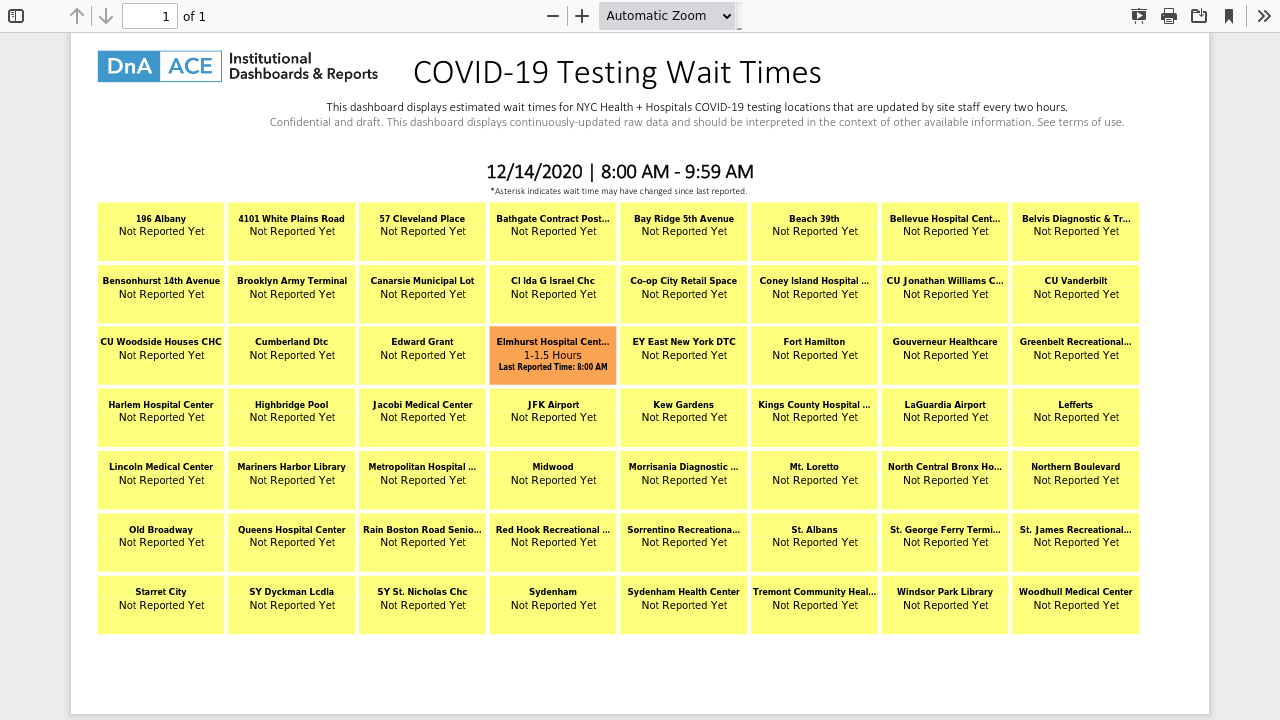 1 of 1 Automatic Zoom
DnA ACE Institutional
Dashboards & Reports
COVID-19 Testing Wait Times
This dashboard displays estimated wait times for NYC Health + Hospitals COVID-19 testing locations that are updated by site staff every two hours.
Confidential and draft. This dashboard displays continuously-updated raw data and should be interpreted in the context of other available information. See terms of use.
12/14/2020 | 8:00 AM - 9:59 AM
*Asterisk indicates wait time may have changed since last reported.
196 Albany 4101 White Plains Road 57 Cleveland Place Bathgate Contract Post... Bay Ridge 5th Avenue Beach 39th Bellevue Hospital Cent... Belvis Diagnostic & Tr...
Not Reported Yet Not Reported Yet Not Reported Yet Not Reported Yet Not Reported Yet Not Reported Yet Not Reported Yet Not Reported Yet
Bensonhurst 14th Avenue Brooklyn Army Terminal Canarsie Municipal Lot Cl Ida G Israel Chc Co-op City Retail Space Coney Island Hospital ... CU Jonathan Williams C... CU Vanderbilt
Not Reported Yet Not Reported Yet Not Reported Yet Not Reported Yet Not Reported Yet Not Reported Yet Not Reported Yet Not Reported Yet
CU Woodside Houses CHC Cumberland Dtc Edward Grant Elmhurst Hospital Cent... EY East New York DTC Fort Hamilton Gouverneur Healthcare Greenbelt Recreational...
Not Reported Yet Not Reported Yet Not Reported Yet 1-1.5 Hours Not Reported Yet Not Reported Yet Not Reported Yet Not Reported Yet
Last Reported Time: 8:00 AM
Harlem Hospital Center Highbridge Pool Jacobi Medical Center JFK Airport Kew Gardens Kings County Hospital ... LaGuardia Airport Lefferts
Not Reported Yet Not Reported Yet Not Reported Yet Not Reported Yet Not Reported Yet Not Reported Yet Not Reported Yet Not Reported Yet
Lincoln Medical Center Mariners Harbor Library Metropolitan Hospital ... Midwood Morrisania Diagnostic ... Mt. Loretto North Central Bronx Ho... Northern Boulevard
Not Reported Yet Not Reported Yet Not Reported Yet Not Reported Yet Not Reported Yet Not Reported Yet Not Reported Yet Not Reported Yet
Old Broadway Queens Hospital Center Rain Boston Road Senio... Red Hook Recreational ... Sorrentino Recreationa... St. Albans St. George Ferry Termi... St. James Recreational...
Not Reported Yet Not Reported Yet Not Reported Yet Not Reported Yet Not Reported Yet Not Reported Yet Not Reported Yet Not Reported Yet
Starret City SY Dyckman Lcdla SY St. Nicholas Chc Sydenham Sydenham Health Center Tremont Community Heal... Windsor Park Library Woodhull Medical Center
Not Reported Yet Not Reported Yet Not Reported Yet Not Reported Yet Not Reported Yet Not Reported Yet Not Reported Yet Not Reported Yet